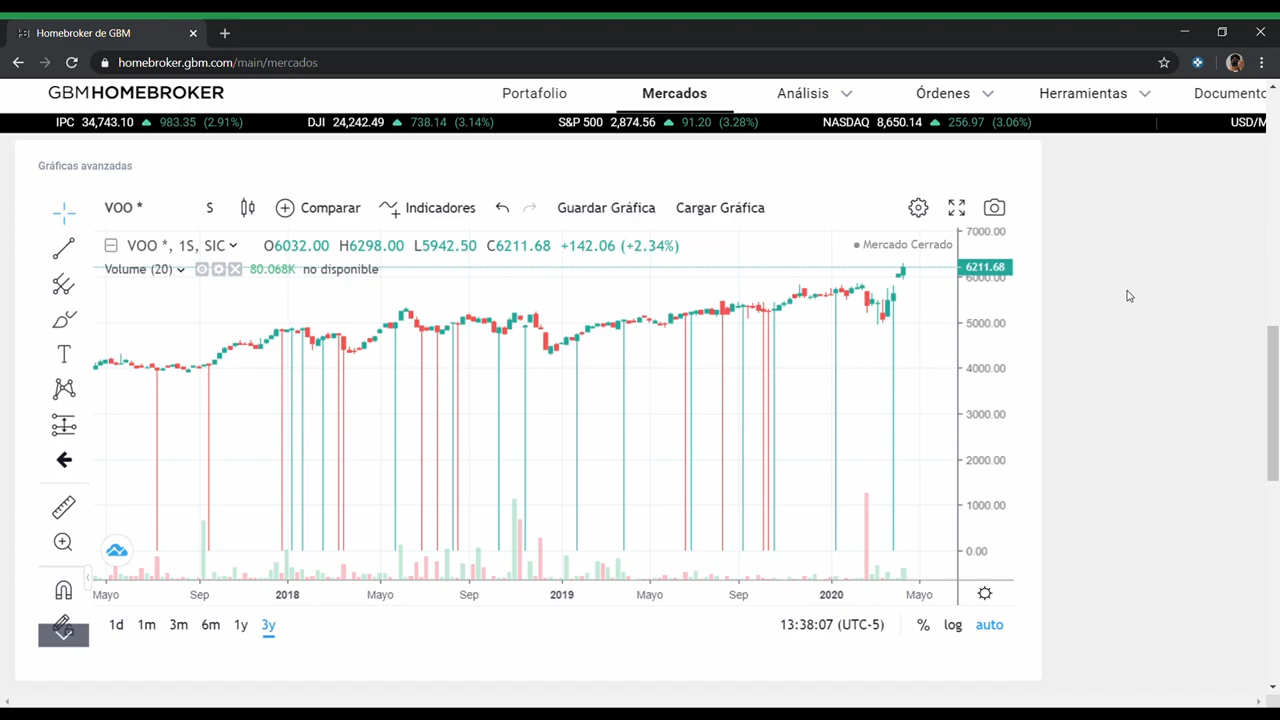 Homebroker de GBM
homebroker.gbm.com/main/mercados
GBMHOMEBROKER Portafolio Mercados Análisis Órdenes Herramientas Documento
IPC 34,743.10 983.35 (2.91%) DJI 24,242.49 738.14 (3.14%) S&P 500 2,874.56 91.20 (3.28%) NASDAQ 8,650.14 256.97 (3.06%) USD/M
Gráficas avanzadas
VOO * S Comparar Indicadores Guardar Gráfica Cargar Gráfica
VOO *, 1S, SIC O6032.00 H6298.00 L5942.50 C6211.68 +142.06 (+2.34%) Mercado Cerrado
Volume (20) 80.068K no disponible
7000.00
6211.68
6000.00
5000.00
4000.00
3000.00
2000.00
1000.00
0.00
T
Mayo Sep 2018 Mayo Sep 2019 Mayo Sep 2020 Mayo
1d 1m 3m 6m 1y 3y 13:38:07 (UTC-5) % log auto